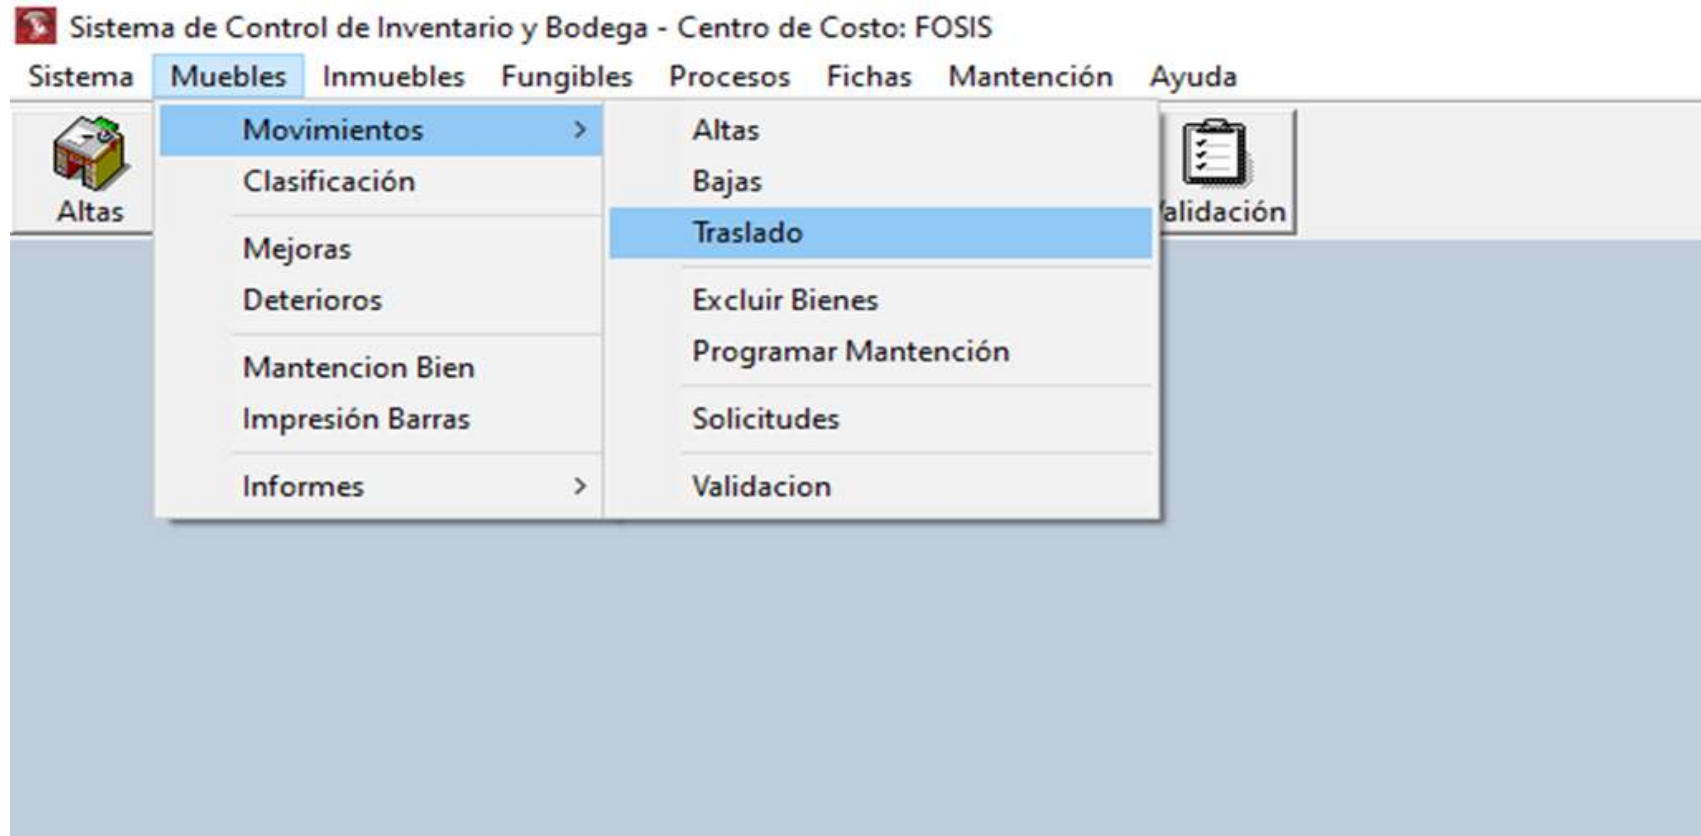 Sistema de Control de Inventario y Bodega - Centro de Costo: FOSIS
Sistema Muebles Inmuebles Fungibles Procesos Fichas Mantención Ayuda
Altas
Movimientos >
Clasificación
Mejoras
Deterioros
Mantencion Bien
Impresión Barras
Informes >
Altas
Bajas
Traslado
Excluir Bienes
Programar Mantención
Solicitudes
Validacion
alidación